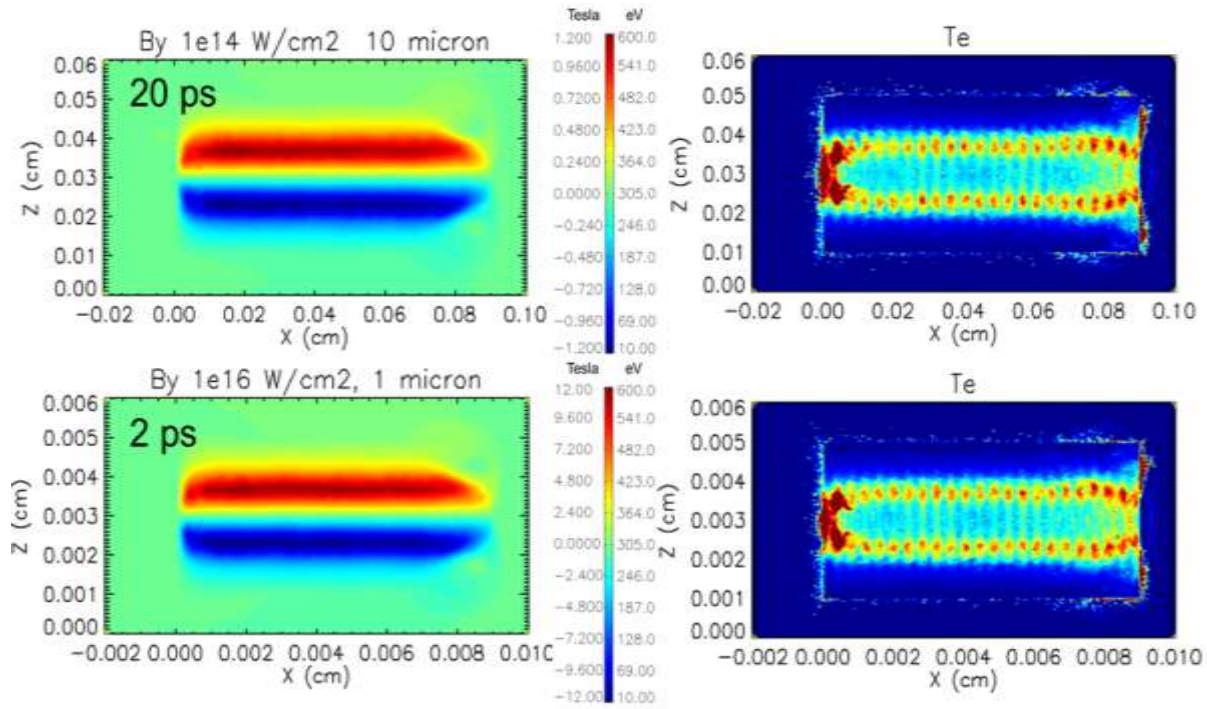 By 1e14 W/cm2 10 micron
20 ps
Z (cm)
0.06
0.05
0.04
0.03
0.02
0.01
0.00
−0.02 0.00 0.02 0.04 0.06 0.08 0.10
X (cm)
Tesla eV
1.200 600.0
0.9600 541.0
0.7200 482.0
0.4800 423.0
0.2400 364.0
0.0000 305.0
−0.240 246.0
−0.480 187.0
−0.720 128.0
−0.960 69.00
−1.200 10.00
Te
Z (cm)
0.06
0.05
0.04
0.03
0.02
0.01
0.00
−0.02 0.00 0.02 0.04 0.06 0.08 0.10
X (cm)
By 1e16 W/cm2, 1 micron
2 ps
Z (cm)
0.006
0.005
0.004
0.003
0.002
0.001
0.000
−0.002 0.000 0.002 0.004 0.006 0.008 0.010
X (cm)
Tesla eV
12.00 600.0
9.600 541.0
7.200 482.0
4.800 423.0
2.400 364.0
0.0000 305.0
−2.400 246.0
−4.800 187.0
−7.200 128.0
−9.600 69.00
−12.00 10.00
Te
Z (cm)
0.006
0.005
0.004
0.003
0.002
0.001
0.000
−0.002 0.000 0.002 0.004 0.006 0.008 0.010
X (cm)